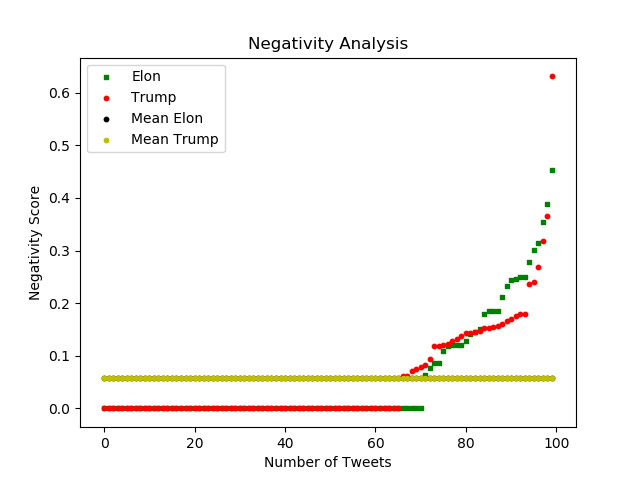 Negativity Analysis
Elon
Trump
Mean Elon
Mean Trump
Negativity Score
0.6
0.5
0.4
0.3
0.2
0.1
0.0
0 20 40 60 80 100
Number of Tweets